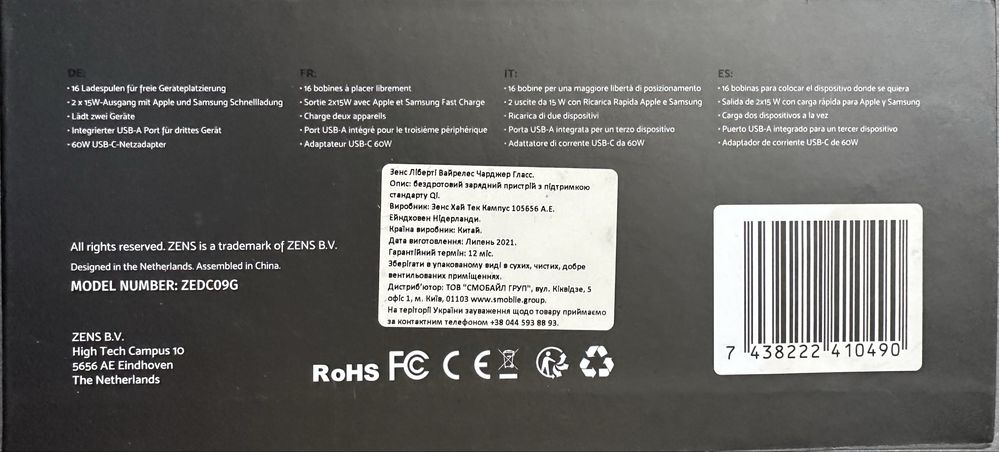 DE:
• 16 Ladespulen für freie Geräteplatzierung
• 2 x 15W-Ausgang mit Apple und Samsung Schnellladung
• Lädt zwei Geräte
• Integrierter USB-A Port für drittes Gerät
• 60W USB-C-Netzadapter
FR:
• 16 bobines à placer librement
• Sortie 2x15W avec Apple et Samsung Fast Charge
• Charge deux appareils
• Port USB-A intégré pour le troisième périphérique
• Adaptateur USB-C 60W
IT:
• 16 bobine per una maggiore libertà di posizionamento
• 2 uscite da 15 W con Ricarica Rapida Apple e Samsung
• Ricarica di due dispositivi
• Porta USB-A integrata per un terzo dispositivo
• Adattatore di corrente USB-C da 60W
ES:
• 16 bobinas para colocar el dispositivo donde se quiera
• Salida de 2x15 W con carga rápida para Apple y Samsung
• Carga dos dispositivos a la vez
• Puerto USB-A integrado para un tercer dispositivo
• Adaptador de corriente USB-C de 60W
Зенс Ліберті Вайрелес Чарджер Гласс.
Опис: бездротовий зарядний пристрій з підтримкою
стандарту QI.
Виробник: Зенс Хай Тек Кампус 105656 А.Е.
Ейндховен Нідерланди.
Країна виробник: Китай.
Дата виготовлення: Липень 2021.
Гарантійний термін: 12 міс.
Зберігати в упакованому виді в сухих, чистих, добре
вентильованих приміщеннях.
Дистриб'ютор: ТОВ "СМОБАЙЛ ГРУП", вул. Кіквідзе, 5
офіс 1, м. Київ, 01103 www.smobile.group.
На теріторії України зауваження щодо товару приймаємо
за контактним телефоном +38 044 593 88 93.
All rights reserved. ZENS is a trademark of ZENS B.V.
Designed in the Netherlands. Assembled in China.
MODEL NUMBER: ZEDC09G
ZENS B.V.
High Tech Campus 10
5656 AE Eindhoven
The Netherlands
RoHS FC CE
7 438222 410490